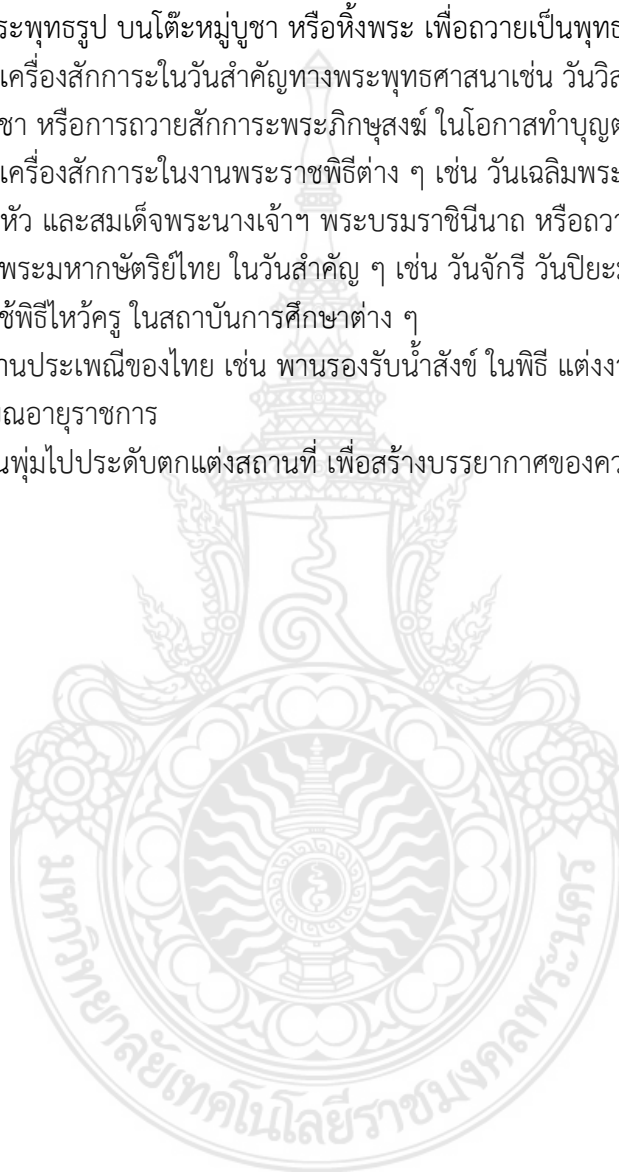 ระพุทธรูป บนโต๊ะหมู่บูชา หรือหิ้งพระ เพื่อถวายเป็นพุทธ
เครื่องสักการะในวันสำคัญทางพระพุทธศาสนาเช่น วันวิส
ชา หรือการถวายสักการะพระภิกษุสงฆ์ ในโอกาสทำบุญต
เครื่องสักการะในงานพระราชพิธีต่าง ๆ เช่น วันเฉลิมพระ
หัว และสมเด็จพระนางเจ้าฯ พระบรมราชินีนาถ หรือถวา
พระมหากษัตริย์ไทย ในวันสำคัญ ๆ เช่น วันจักรี วันปิยะม
ช้พิธีไหว้ครู ในสถาบันการศึกษาต่าง ๆ
านประเพณีของไทย เช่น พานรองรับน้ำสังข์ ในพิธี แต่งงา
ยณอายุราชการ
นพุ่มไปประดับตกแต่งสถานที่ เพื่อสร้างบรรยากาศของคว
มหาวิทยาลัยเทคโนโลยีราชมงคลพระนคร